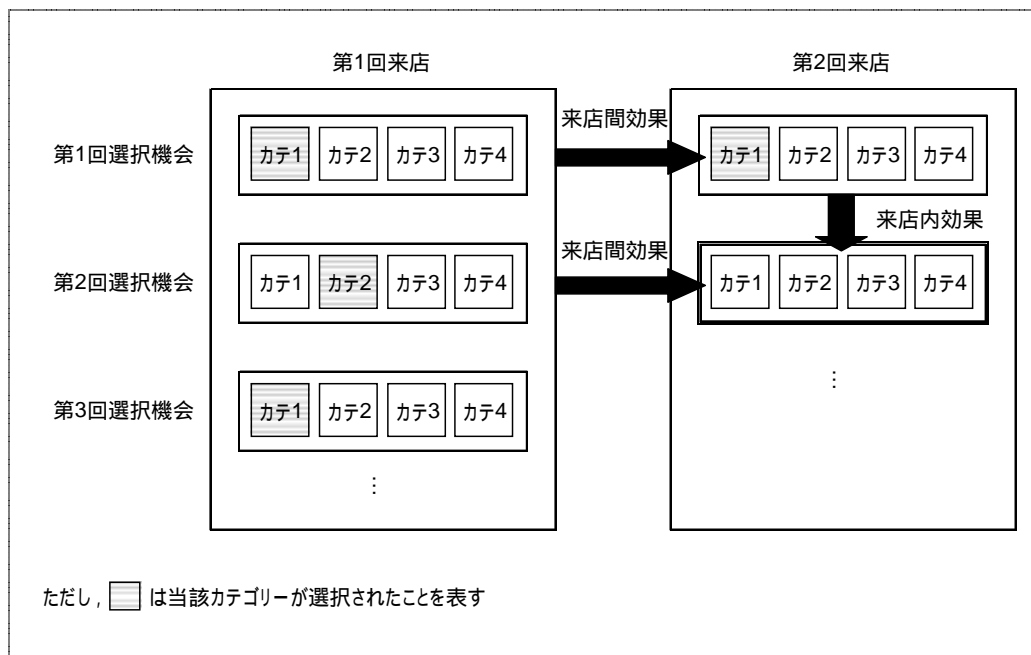 第1回来店
第2回来店
第1回選択機会
カテ1 カテ2 カテ3 カテ4
来店間効果
カテ1 カテ2 カテ3 カテ4
来店内効果
第2回選択機会
カテ1 カテ2 カテ3 カテ4
来店間効果
カテ1 カテ2 カテ3 カテ4
第3回選択機会
カテ1 カテ2 カテ3 カテ4
⋮
⋮
ただし, は当該カテゴリーが選択されたことを表す